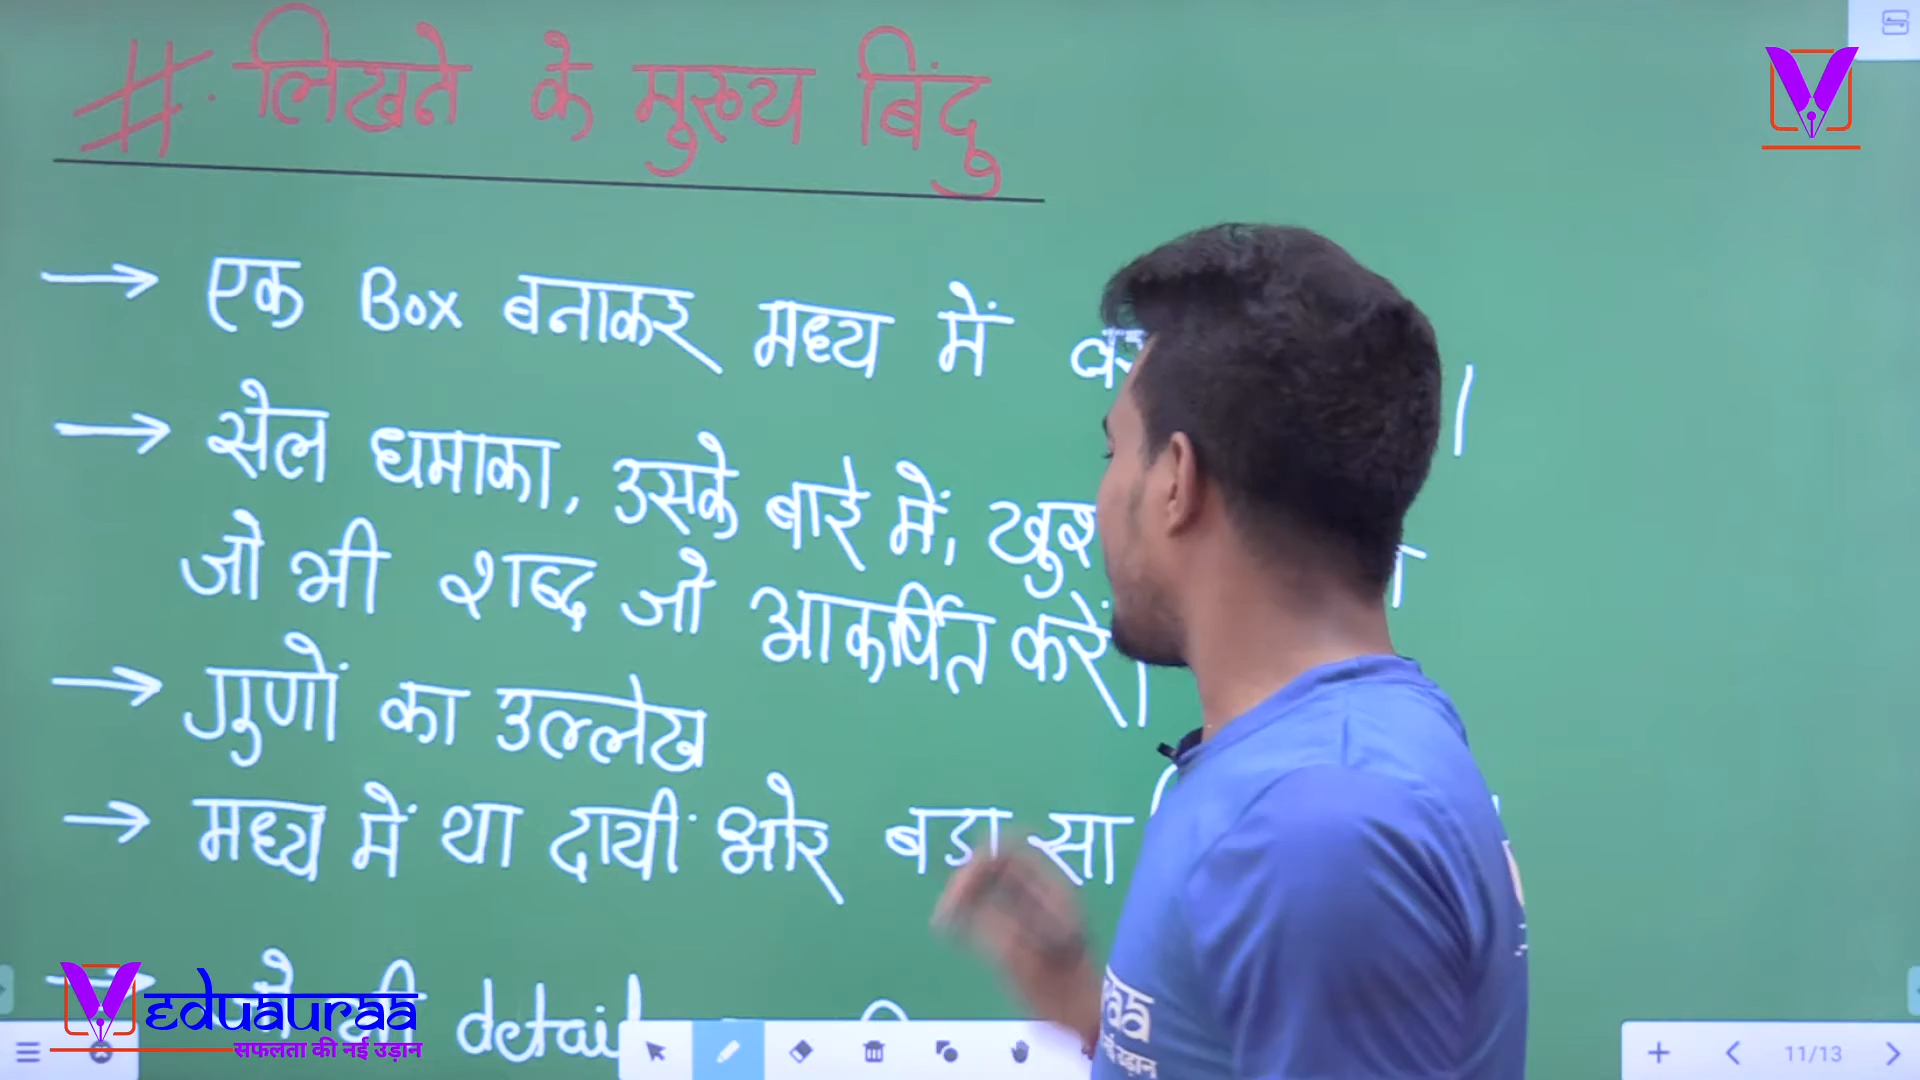 # लिखने के मुख्य बिंदु
→ एक Box बनाकर मध्य में
→ सेल धमाका, उसके बारे में,
जो भी शब्द जो आकर्षित करें।
→ गुणों का उल्लेख
→ मध्य में या दायीं ओर बड़ा सा
detail
eduauraa
सफलता की नई उड़ान
11/13